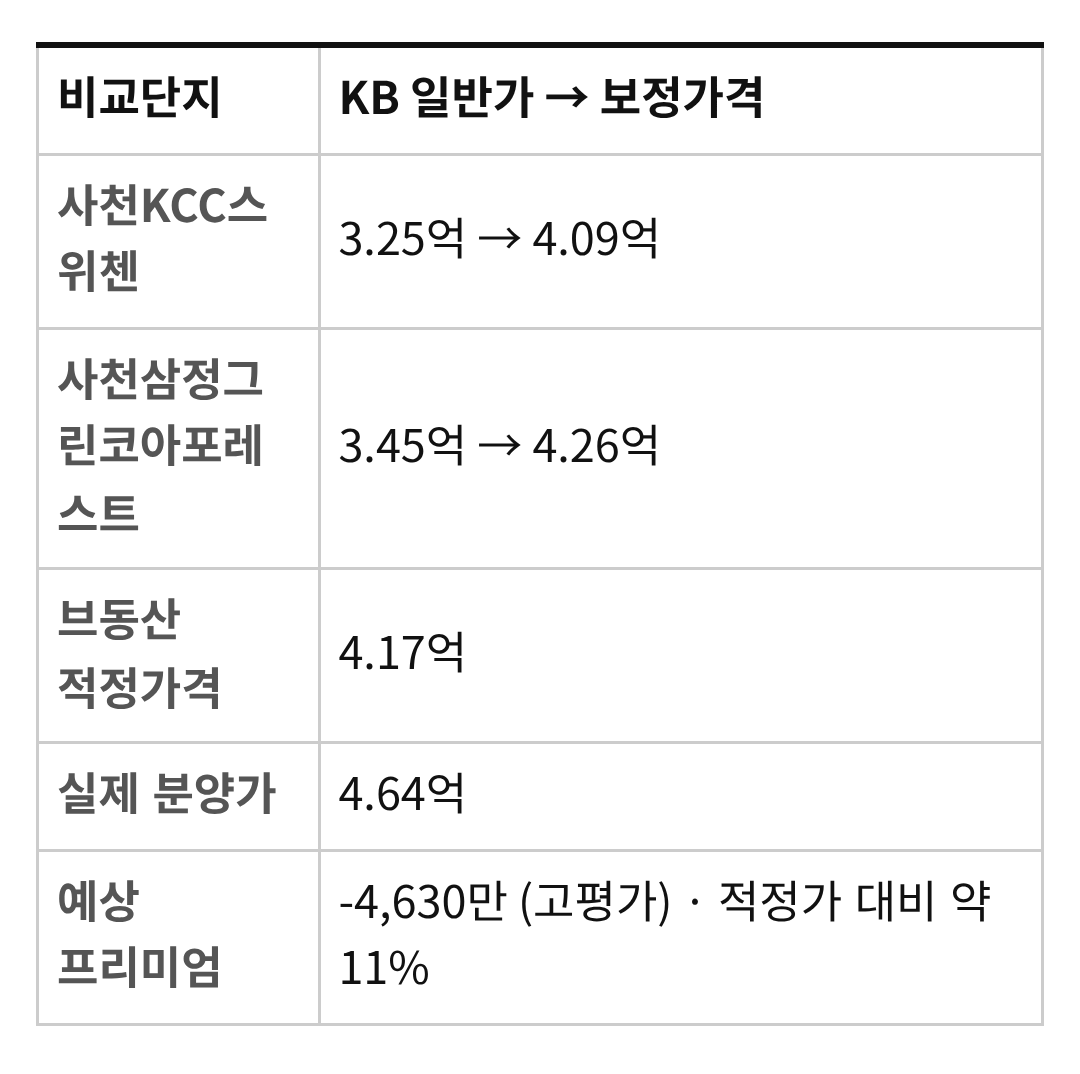 비교단지
KB 일반가 → 보정가격
사천KCC스
위첸
3.25억 → 4.09억
사천삼정그
린코아포레
스트
3.45억 → 4.26억
브동산
적정가격
4.17억
실제 분양가
4.64억
예상
프리미엄
-4,630만 (고평가) · 적정가 대비 약
11%